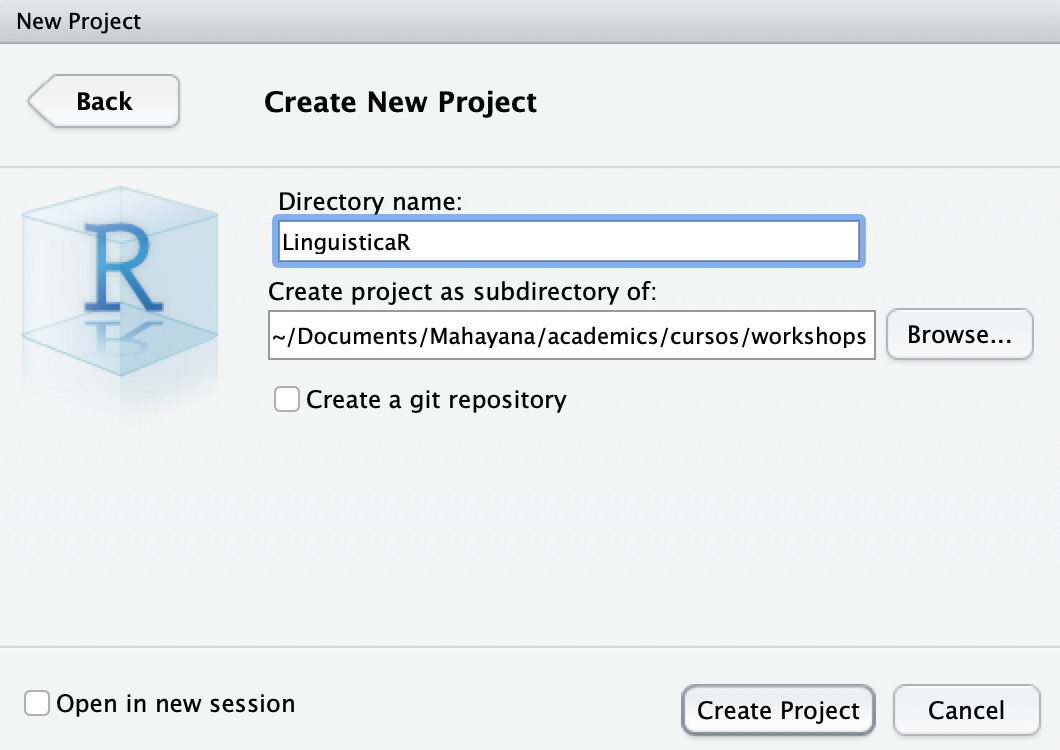 New Project
Back
Create New Project
R
Directory name:
LinguisticaR
Create project as subdirectory of:
~/Documents/Mahayana/academics/cursos/workshops
Browse...
Create a git repository
Open in new session
Create Project
Cancel